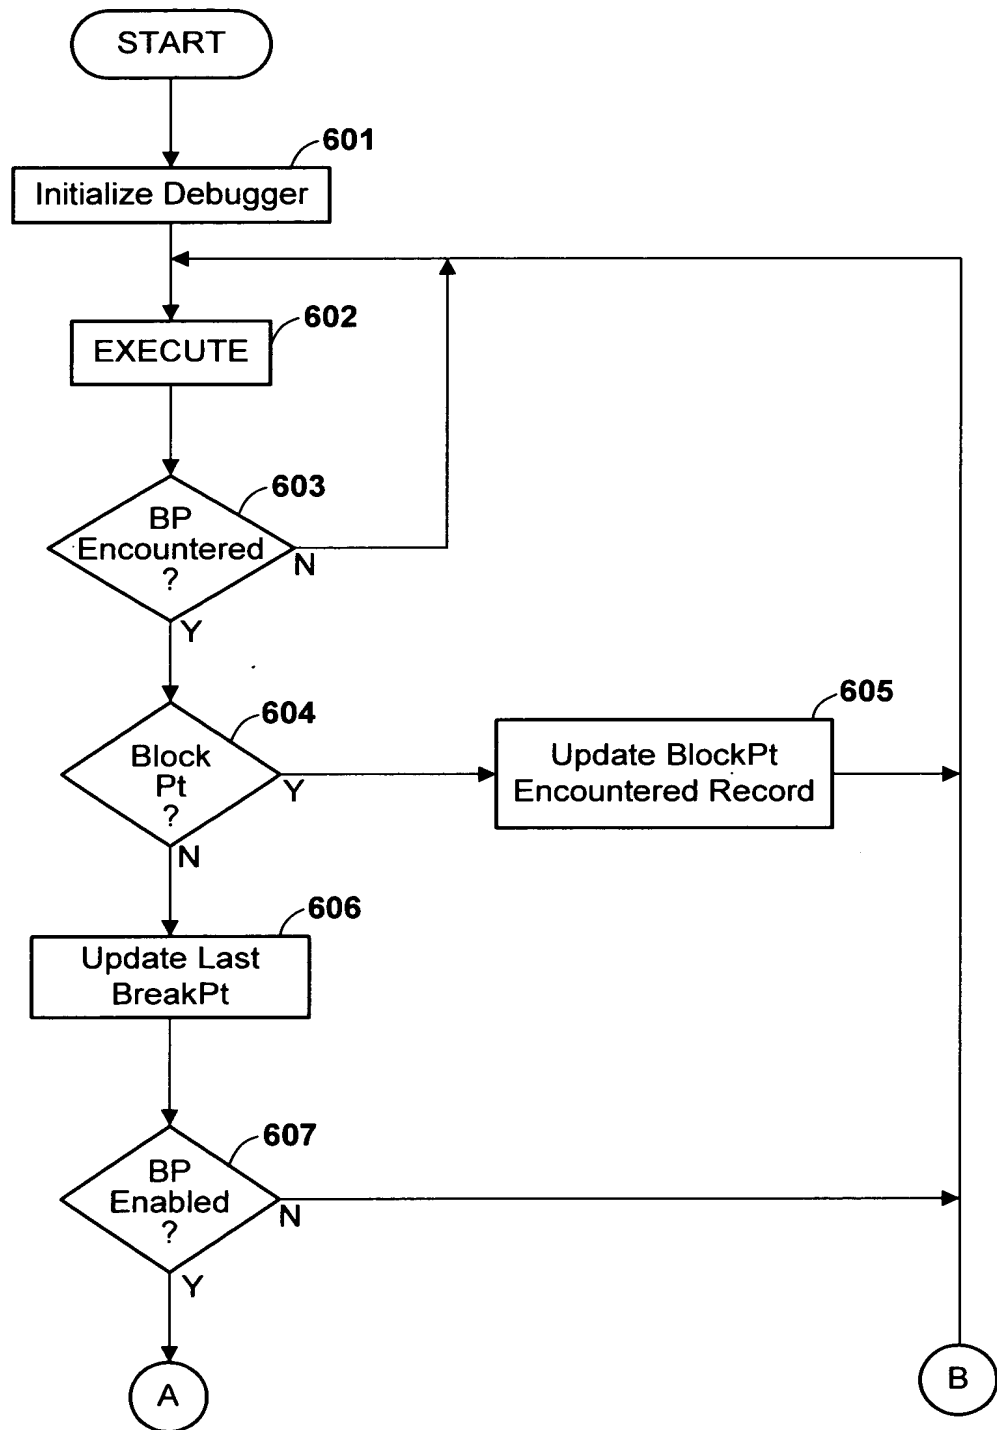 START
601
Initialize Debugger
602
EXECUTE
603
BP
Encountered
?
N
Y
604
Block
Pt
?
Y
N
605
Update BlockPt
Encountered Record
606
Update Last
BreakPt
607
BP
Enabled
?
N
Y
A
B